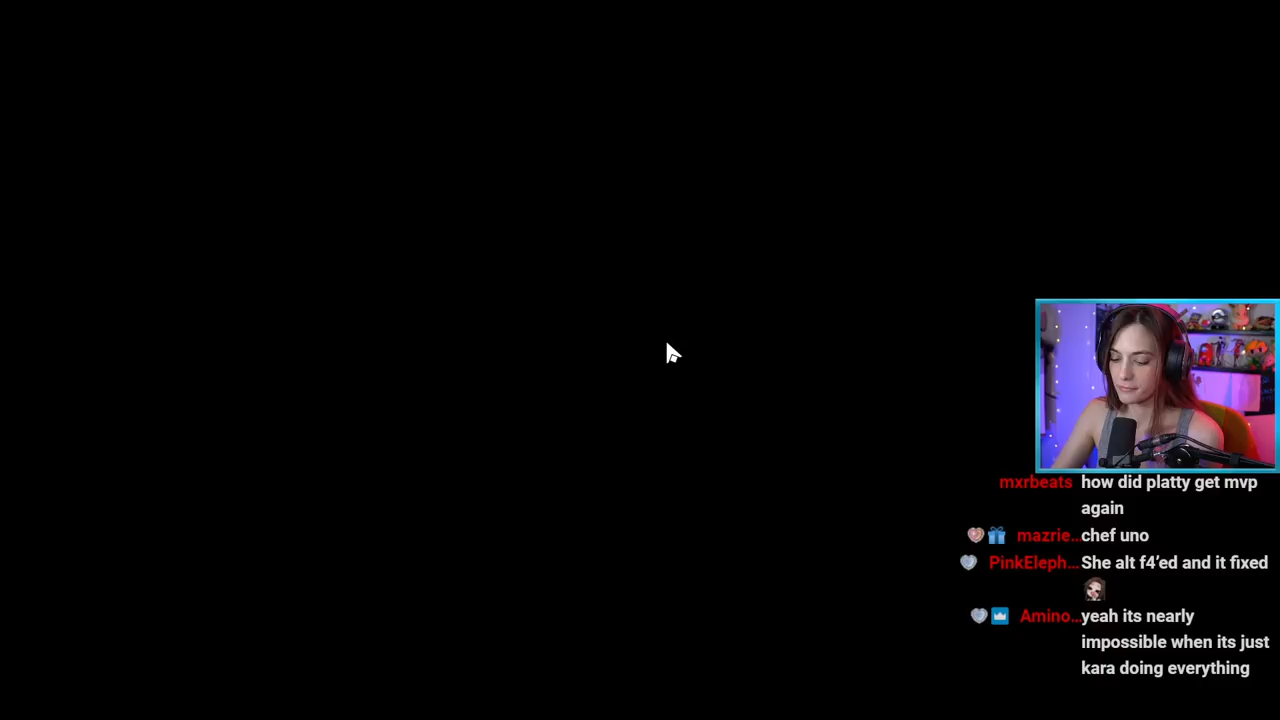 mxrbeats how did platty get mvp
again
mazrie... chef uno
PinkEleph... She alt f4’ed and it fixed
Amino... yeah its nearly
impossible when its just
kara doing everything